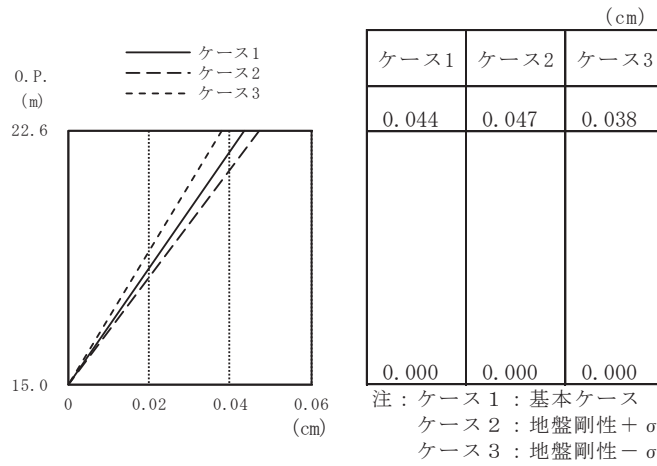 (cm)
ケース1 ケース2 ケース3
0.044 0.047 0.038
0.000 0.000 0.000
ケース1
ケース2
ケース3
O.P.
(m)
22.6
15.0
0 0.02 0.04 0.06
(cm)
注：ケース１：基本ケース
ケース２：地盤剛性＋σ
ケース３：地盤剛性－σ